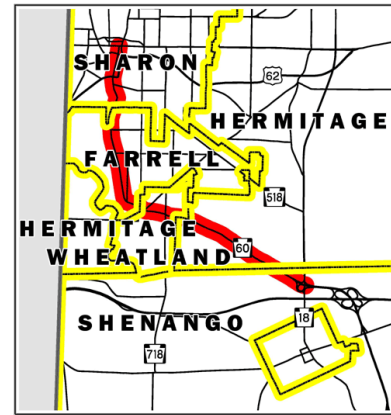 SHARON
62
HERMITAGE
FARRELL
518
HERMITAGE
WHEATLAND
60
SHENANGO
18
718